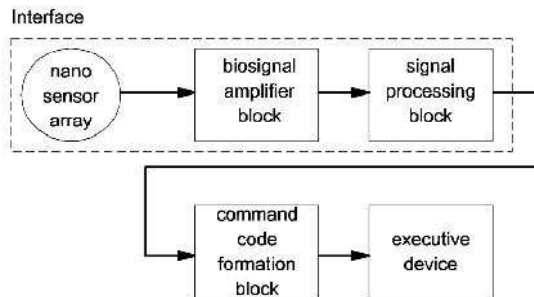 Interface
nano
sensor
array
biosignal
amplifier
block
signal
processing
block
command
code
formation
block
executive
device